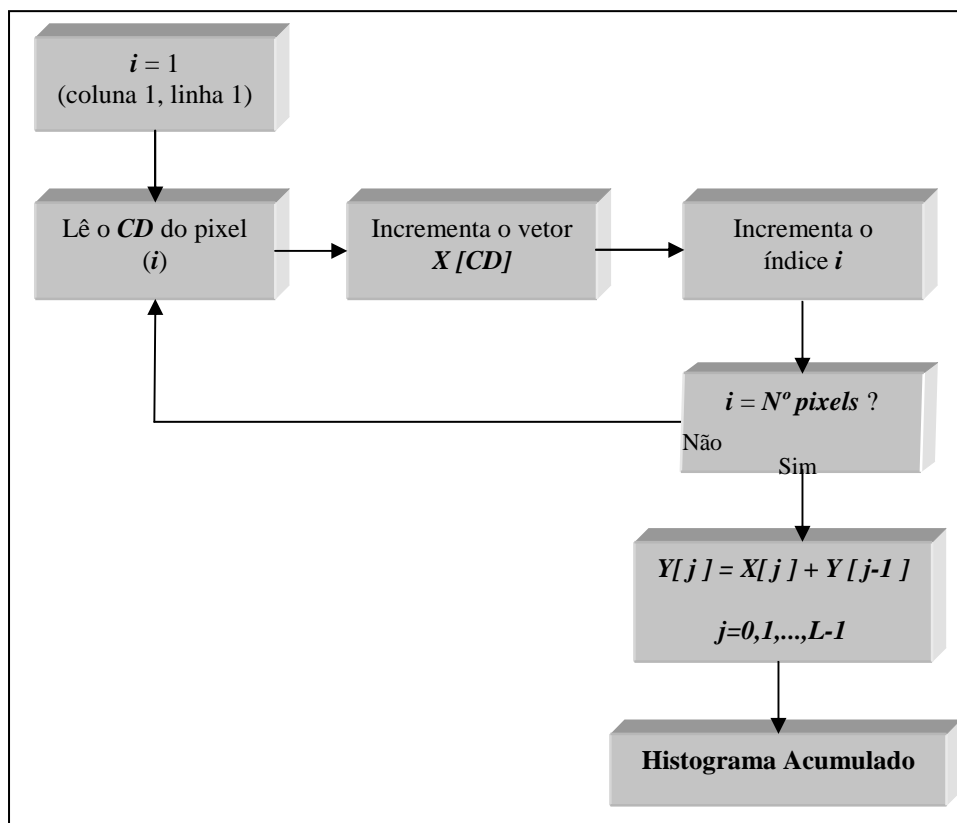 i = 1
(coluna 1, linha 1)
Lê o CD do pixel
(i)
Incrementa o vetor
X [CD]
Incrementa o
índice i
i = Nº pixels ?
Não
Sim
Y[ j ] = X[ j ] + Y [ j-1 ]
j=0,1,...,L-1
Histograma Acumulado